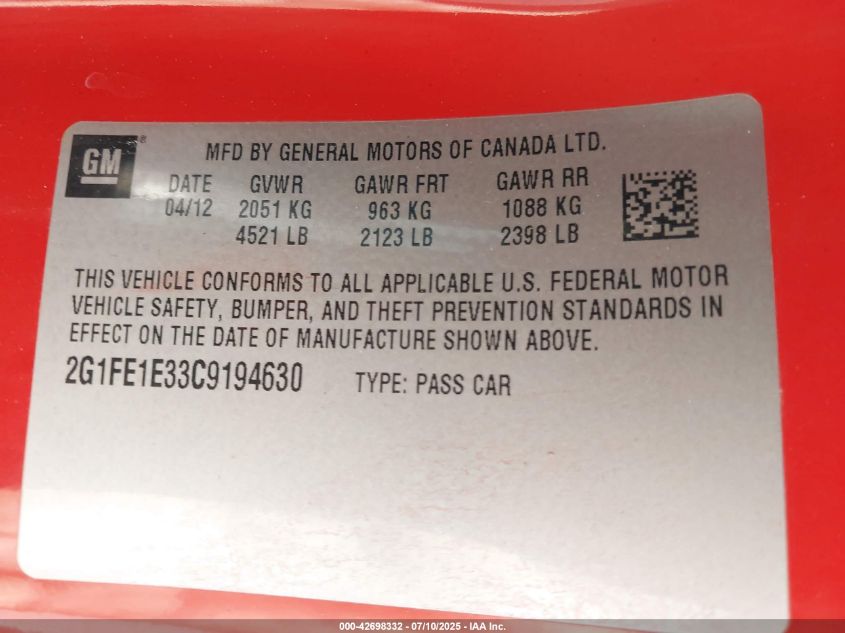 GM ®
MFD BY GENERAL MOTORS OF CANADA LTD.
DATE GVWR GAWR FRT GAWR RR
04/12 2051 KG 963 KG 1088 KG
4521 LB 2123 LB 2398 LB
THIS VEHICLE CONFORMS TO ALL APPLICABLE U.S. FEDERAL MOTOR
VEHICLE SAFETY, BUMPER, AND THEFT PREVENTION STANDARDS IN
EFFECT ON THE DATE OF MANUFACTURE SHOWN ABOVE.
2G1FE1E33C9194630 TYPE: PASS CAR
000-42698332 - 07/10/2025 - IAA Inc.